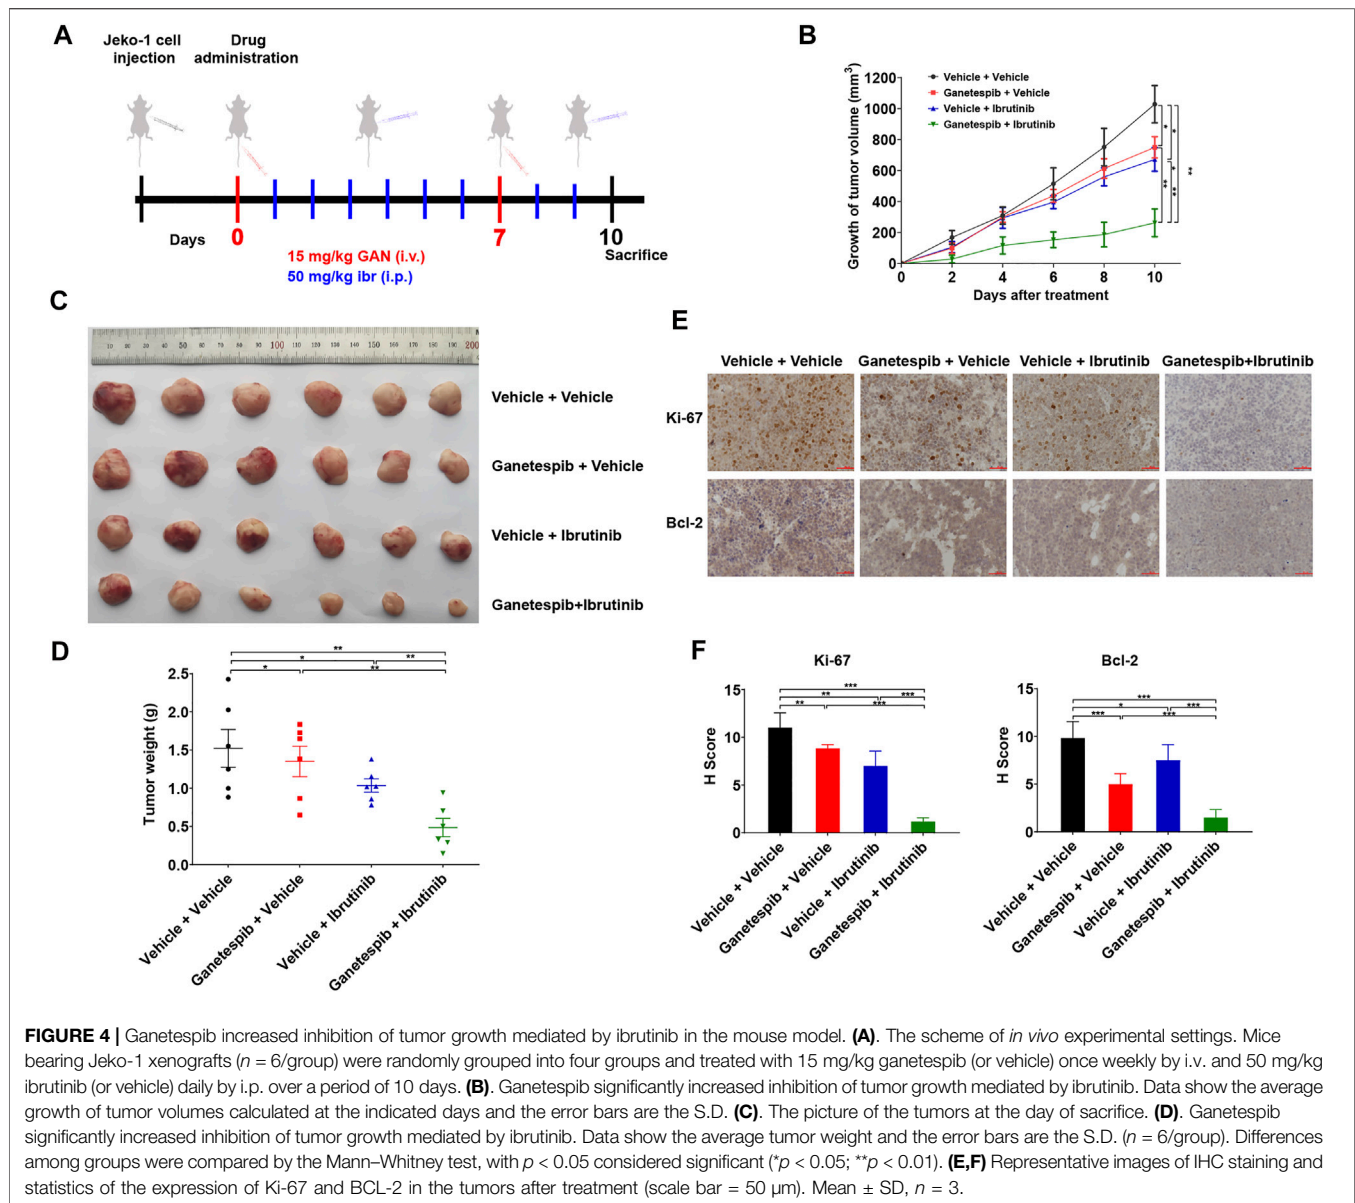 A
Jeko-1 cell
injection
Drug
administration
Days
0
7
10
Sacrifice
15 mg/kg GAN (i.v.)
50 mg/kg ibr (i.p.)
B
Growth of tumor volume (mm3)
1200
1000
800
600
400
200
0
0 2 4 6 8 10
Days after treatment
Vehicle + Vehicle
Ganetespib + Vehicle
Vehicle + Ibrutinib
Ganetespib + Ibrutinib
*
*
*
**
**
**
C
10 20 50 80 90 100 110 120 150 160 190 200
Vehicle + Vehicle
Ganetespib + Vehicle
Vehicle + Ibrutinib
Ganetespib+Ibrutinib
E
Vehicle + Vehicle Ganetespib + Vehicle Vehicle + Ibrutinib Ganetespib+Ibrutinib
Ki-67
Bcl-2
D
Tumor weight (g)
2.5
2.0
1.5
1.0
0.5
0.0
**
* **
* **
Vehicle + Vehicle
Ganetespib + Vehicle
Vehicle + Ibrutinib
Ganetespib + Ibrutinib
F
Ki-67
H Score
15
10
5
0
***
** ***
** ***
Vehicle + Vehicle
Ganetespib + Vehicle
Vehicle + Ibrutinib
Ganetespib + Ibrutinib
Bcl-2
H Score
15
10
5
0
***
* ***
*** ***
Vehicle + Vehicle
Ganetespib + Vehicle
Vehicle + Ibrutinib
Ganetespib + Ibrutinib
FIGURE 4 | Ganetespib increased inhibition of tumor growth mediated by ibrutinib in the mouse model. (A). The scheme of in vivo experimental settings. Mice
bearing Jeko-1 xenografts (n = 6/group) were randomly grouped into four groups and treated with 15 mg/kg ganetespib (or vehicle) once weekly by i.v. and 50 mg/kg
ibrutinib (or vehicle) daily by i.p. over a period of 10 days. (B). Ganetespib significantly increased inhibition of tumor growth mediated by ibrutinib. Data show the average
growth of tumor volumes calculated at the indicated days and the error bars are the S.D. (C). The picture of the tumors at the day of sacrifice. (D). Ganetespib
significantly increased inhibition of tumor growth mediated by ibrutinib. Data show the average tumor weight and the error bars are the S.D. (n = 6/group). Differences
among groups were compared by the Mann–Whitney test, with p < 0.05 considered significant (*p < 0.05; **p < 0.01). (E,F) Representative images of IHC staining and
statistics of the expression of Ki-67 and BCL-2 in the tumors after treatment (scale bar = 50 μm). Mean ± SD, n = 3.